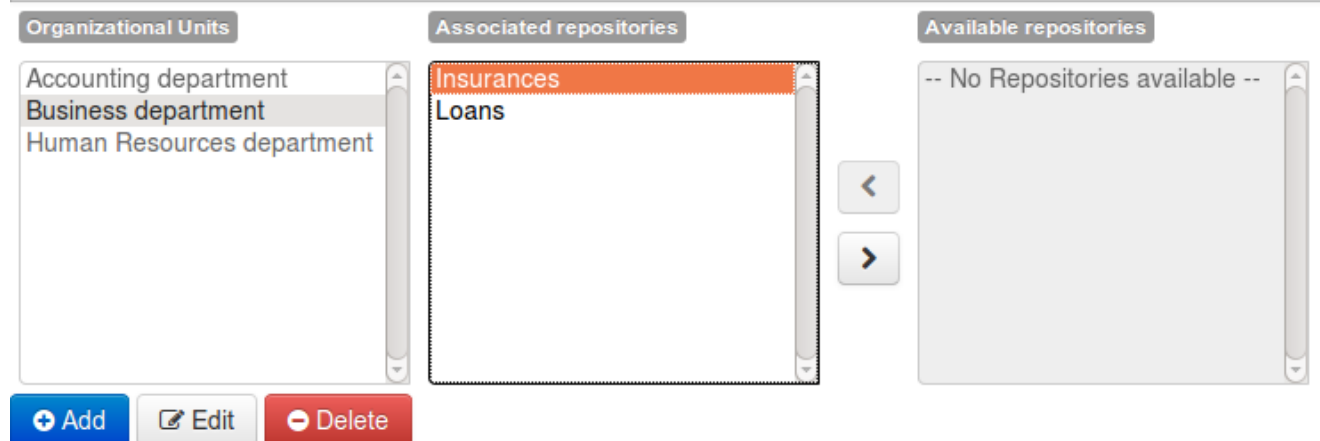 Organizational Units
Associated repositories
Available repositories
Accounting department
Business department
Human Resources department
Insurances
Loans
-- No Repositories available --
Add
Edit
Delete